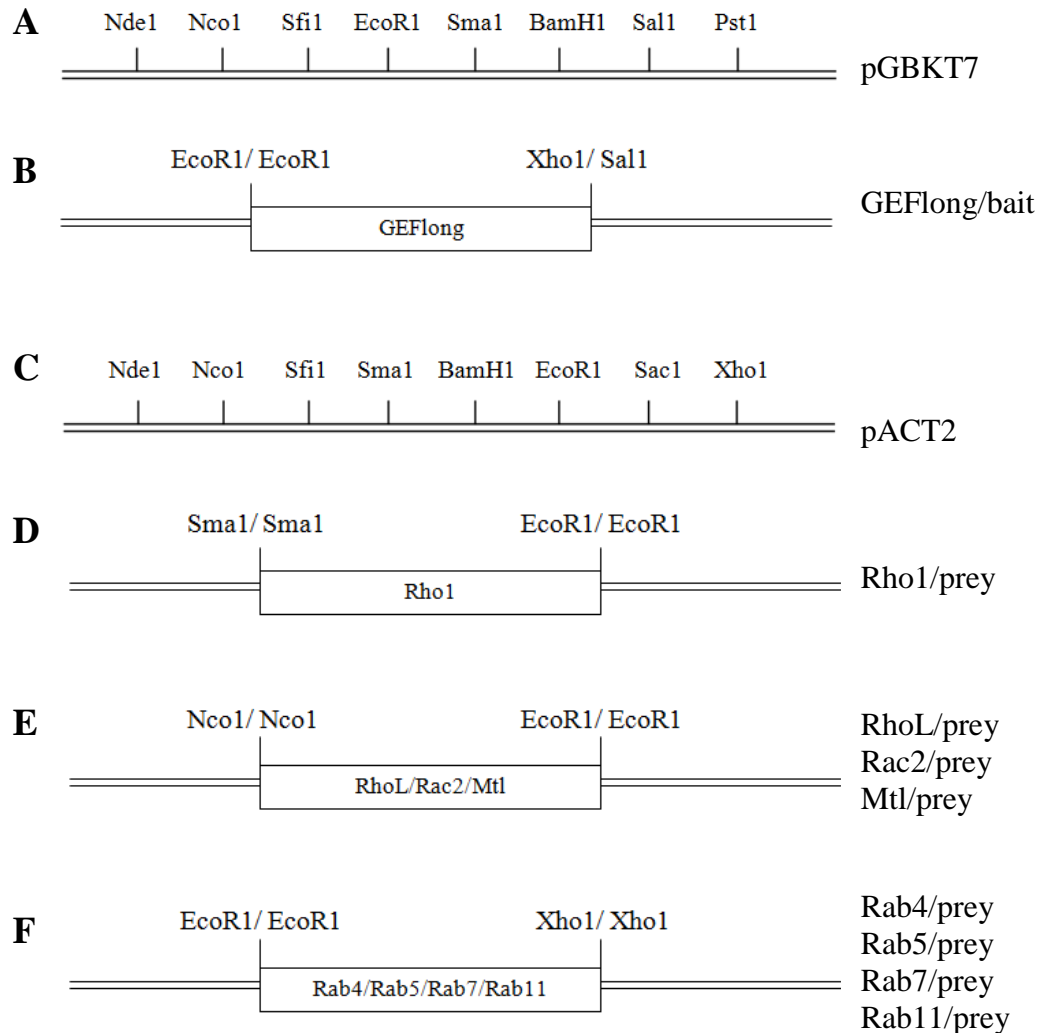 A
Nde1 Nco1 Sfi1 EcoR1 Sma1 BamH1 Sal1 Pst1
pGBKT7
B
EcoR1/ EcoR1 Xho1/ Sal1
GEFlong
GEFlong/bait
C
Nde1 Nco1 Sfi1 Sma1 BamH1 EcoR1 Sac1 Xho1
pACT2
D
Sma1/ Sma1 EcoR1/ EcoR1
Rho1
Rho1/prey
E
Nco1/ Nco1 EcoR1/ EcoR1
RhoL/Rac2/Mtl
RhoL/prey
Rac2/prey
Mtl/prey
F
EcoR1/ EcoR1 Xho1/ Xho1
Rab4/Rab5/Rab7/Rab11
Rab4/prey
Rab5/prey
Rab7/prey
Rab11/prey